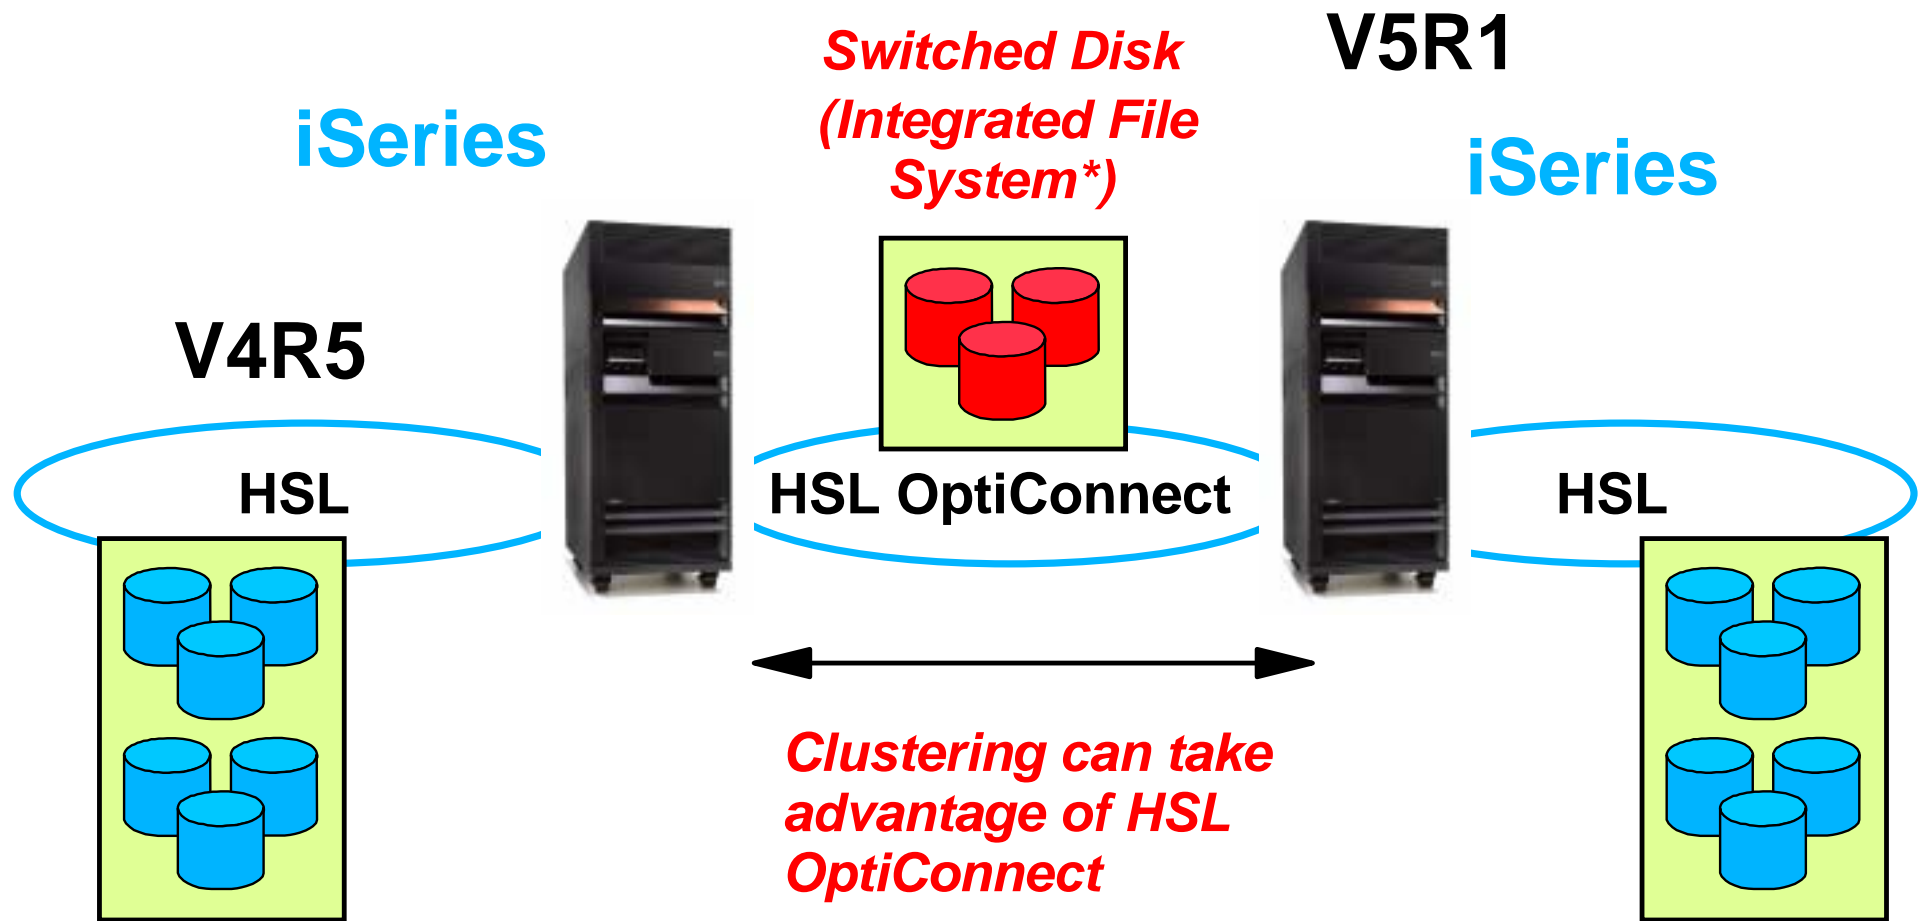 V5R1
Switched Disk
(Integrated File
System*)
iSeries
iSeries
V4R5
HSL
HSL OptiConnect
HSL
Clustering can take
advantage of HSL
OptiConnect